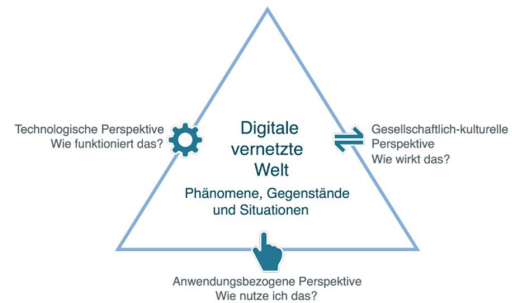 Technologische Perspektive
Wie funktioniert das?
Digitale
vernetzte
Welt
Phänomene, Gegenstände
und Situationen
Gesellschaftlich-kulturelle
Perspektive
Wie wirkt das?
Anwendungsbezogene Perspektive
Wie nutze ich das?